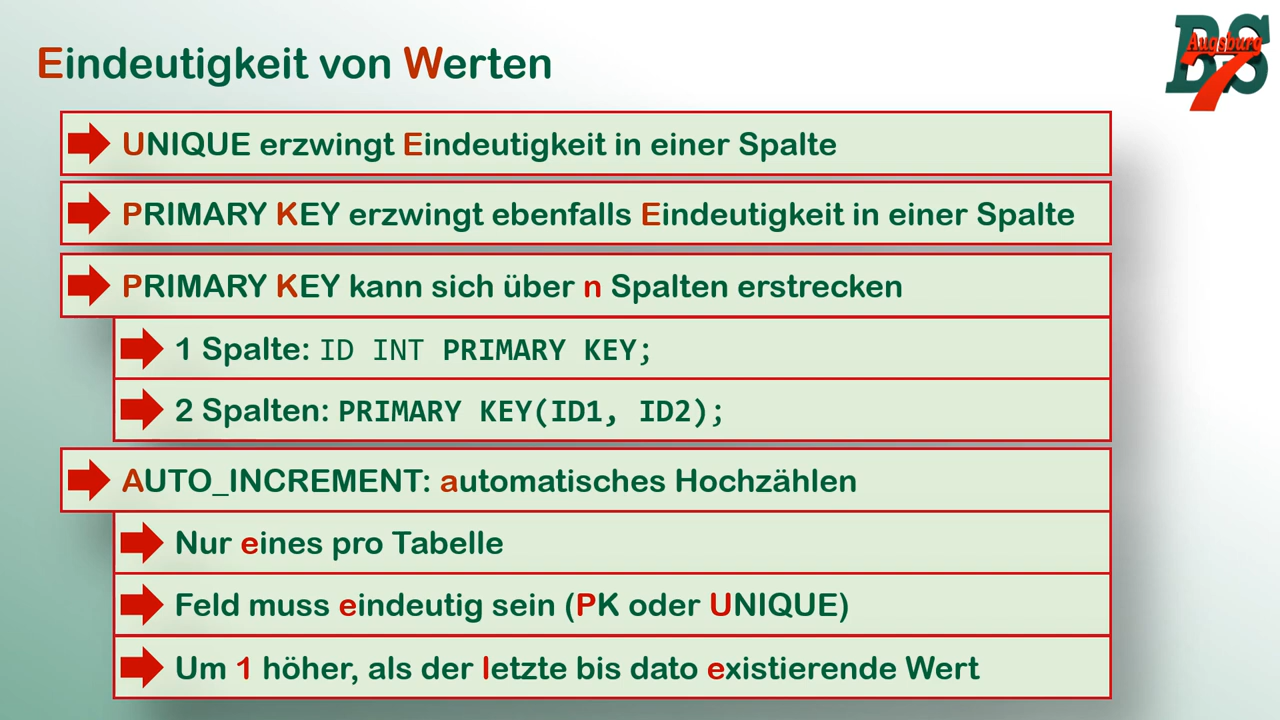 Eindeutigkeit von Werten
BS
Augsburg
7
UNIQUE erzwingt Eindeutigkeit in einer Spalte
PRIMARY KEY erzwingt ebenfalls Eindeutigkeit in einer Spalte
PRIMARY KEY kann sich über n Spalten erstrecken
1 Spalte: ID INT PRIMARY KEY;
2 Spalten: PRIMARY KEY(ID1, ID2);
AUTO_INCREMENT: automatisches Hochzählen
Nur eines pro Tabelle
Feld muss eindeutig sein (PK oder UNIQUE)
Um 1 höher, als der letzte bis dato existierende Wert